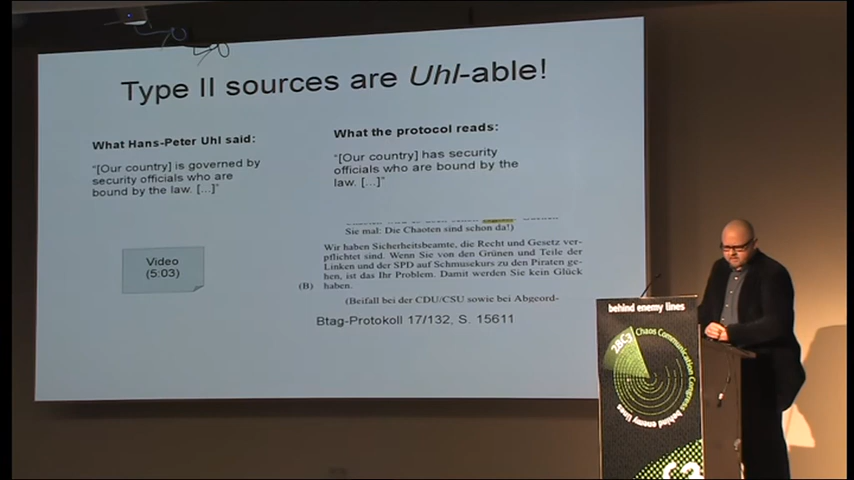 Type II sources are Uhl-able!
What Hans-Peter Uhl said:
“[Our country] is governed by
security officials who are
bound by the law. [...]”
Video
(5:03)
What the protocol reads:
“[Our country] has security
officials who are bound by the
law. [...]”
Sie mal: Die Chaoten sind schon da!)
Wir haben Sicherheitsbeamte, die Recht und Gesetz ver-
pflichtet sind. Wenn Sie von den Grünen und Teile der
Linken und der SPD auf Schmusekurs zu den Piraten ge-
hen, ist das Ihr Problem. Damit werden Sie kein Glück
(B) haben.
(Beifall bei der CDU/CSU sowie bei Abgeord-
Btag-Protokoll 17/132, S. 15611
behind enemy lines
28C3
Chaos Communication Congress
behind enemy lines